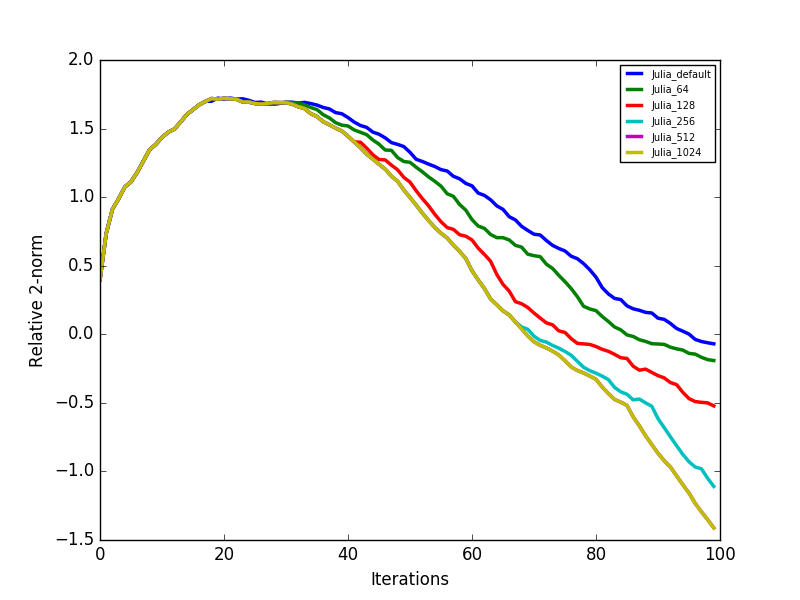 2.0
1.5
1.0
0.5
0.0
−0.5
−1.0
−1.5
0 20 40 60 80 100
Relative 2-norm
Iterations
Julia_default
Julia_64
Julia_128
Julia_256
Julia_512
Julia_1024